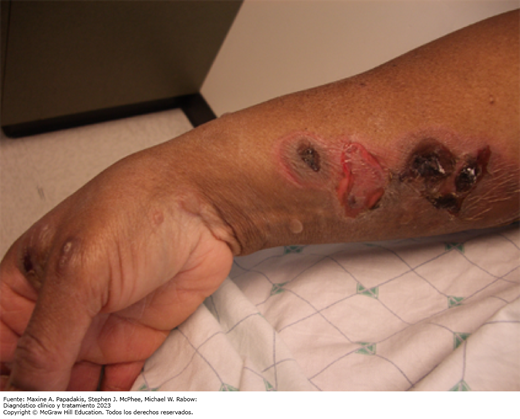 Fuente: Maxine A. Papadakis, Stephen J. McPhee, Michael W. Rabow:
Diagnóstico clínico y tratamiento 2023
Copyright © McGraw Hill Education. Todos los derechos reservados.